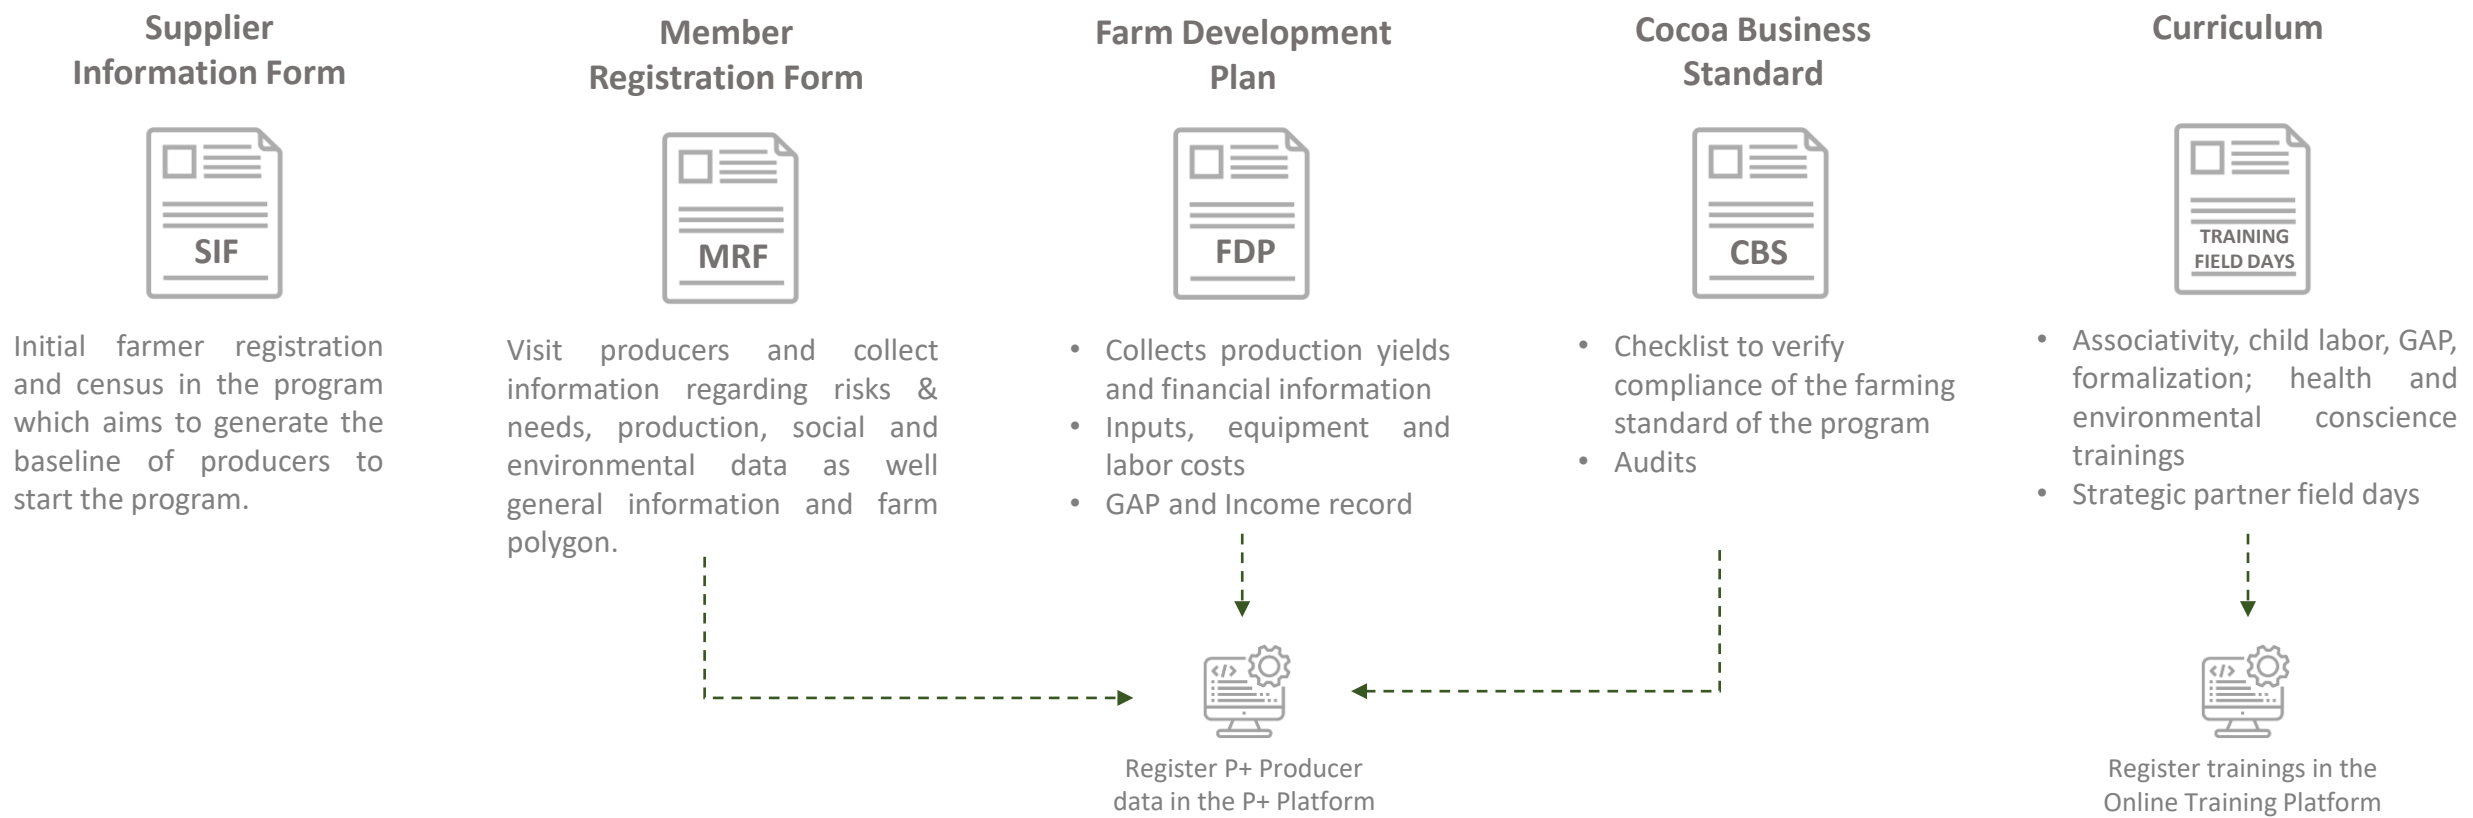 Supplier
Information Form
SIF
Initial farmer registration
and census in the program
which aims to generate the
baseline of producers to
start the program.
Member
Registration Form
MRF
Visit producers and collect
information regarding risks &
needs, production, social and
environmental data as well
general information and farm
polygon.
Farm Development
Plan
FDP
• Collects production yields
and financial information
• Inputs, equipment and
labor costs
• GAP and Income record
Cocoa Business
Standard
CBS
• Checklist to verify
compliance of the farming
standard of the program
• Audits
Curriculum
TRAINING
FIELD DAYS
• Associativity, child labor, GAP,
formalization; health and
environmental conscience
trainings
• Strategic partner field days
</>
Register P+ Producer
data in the P+ Platform
</>
Register trainings in the
Online Training Platform